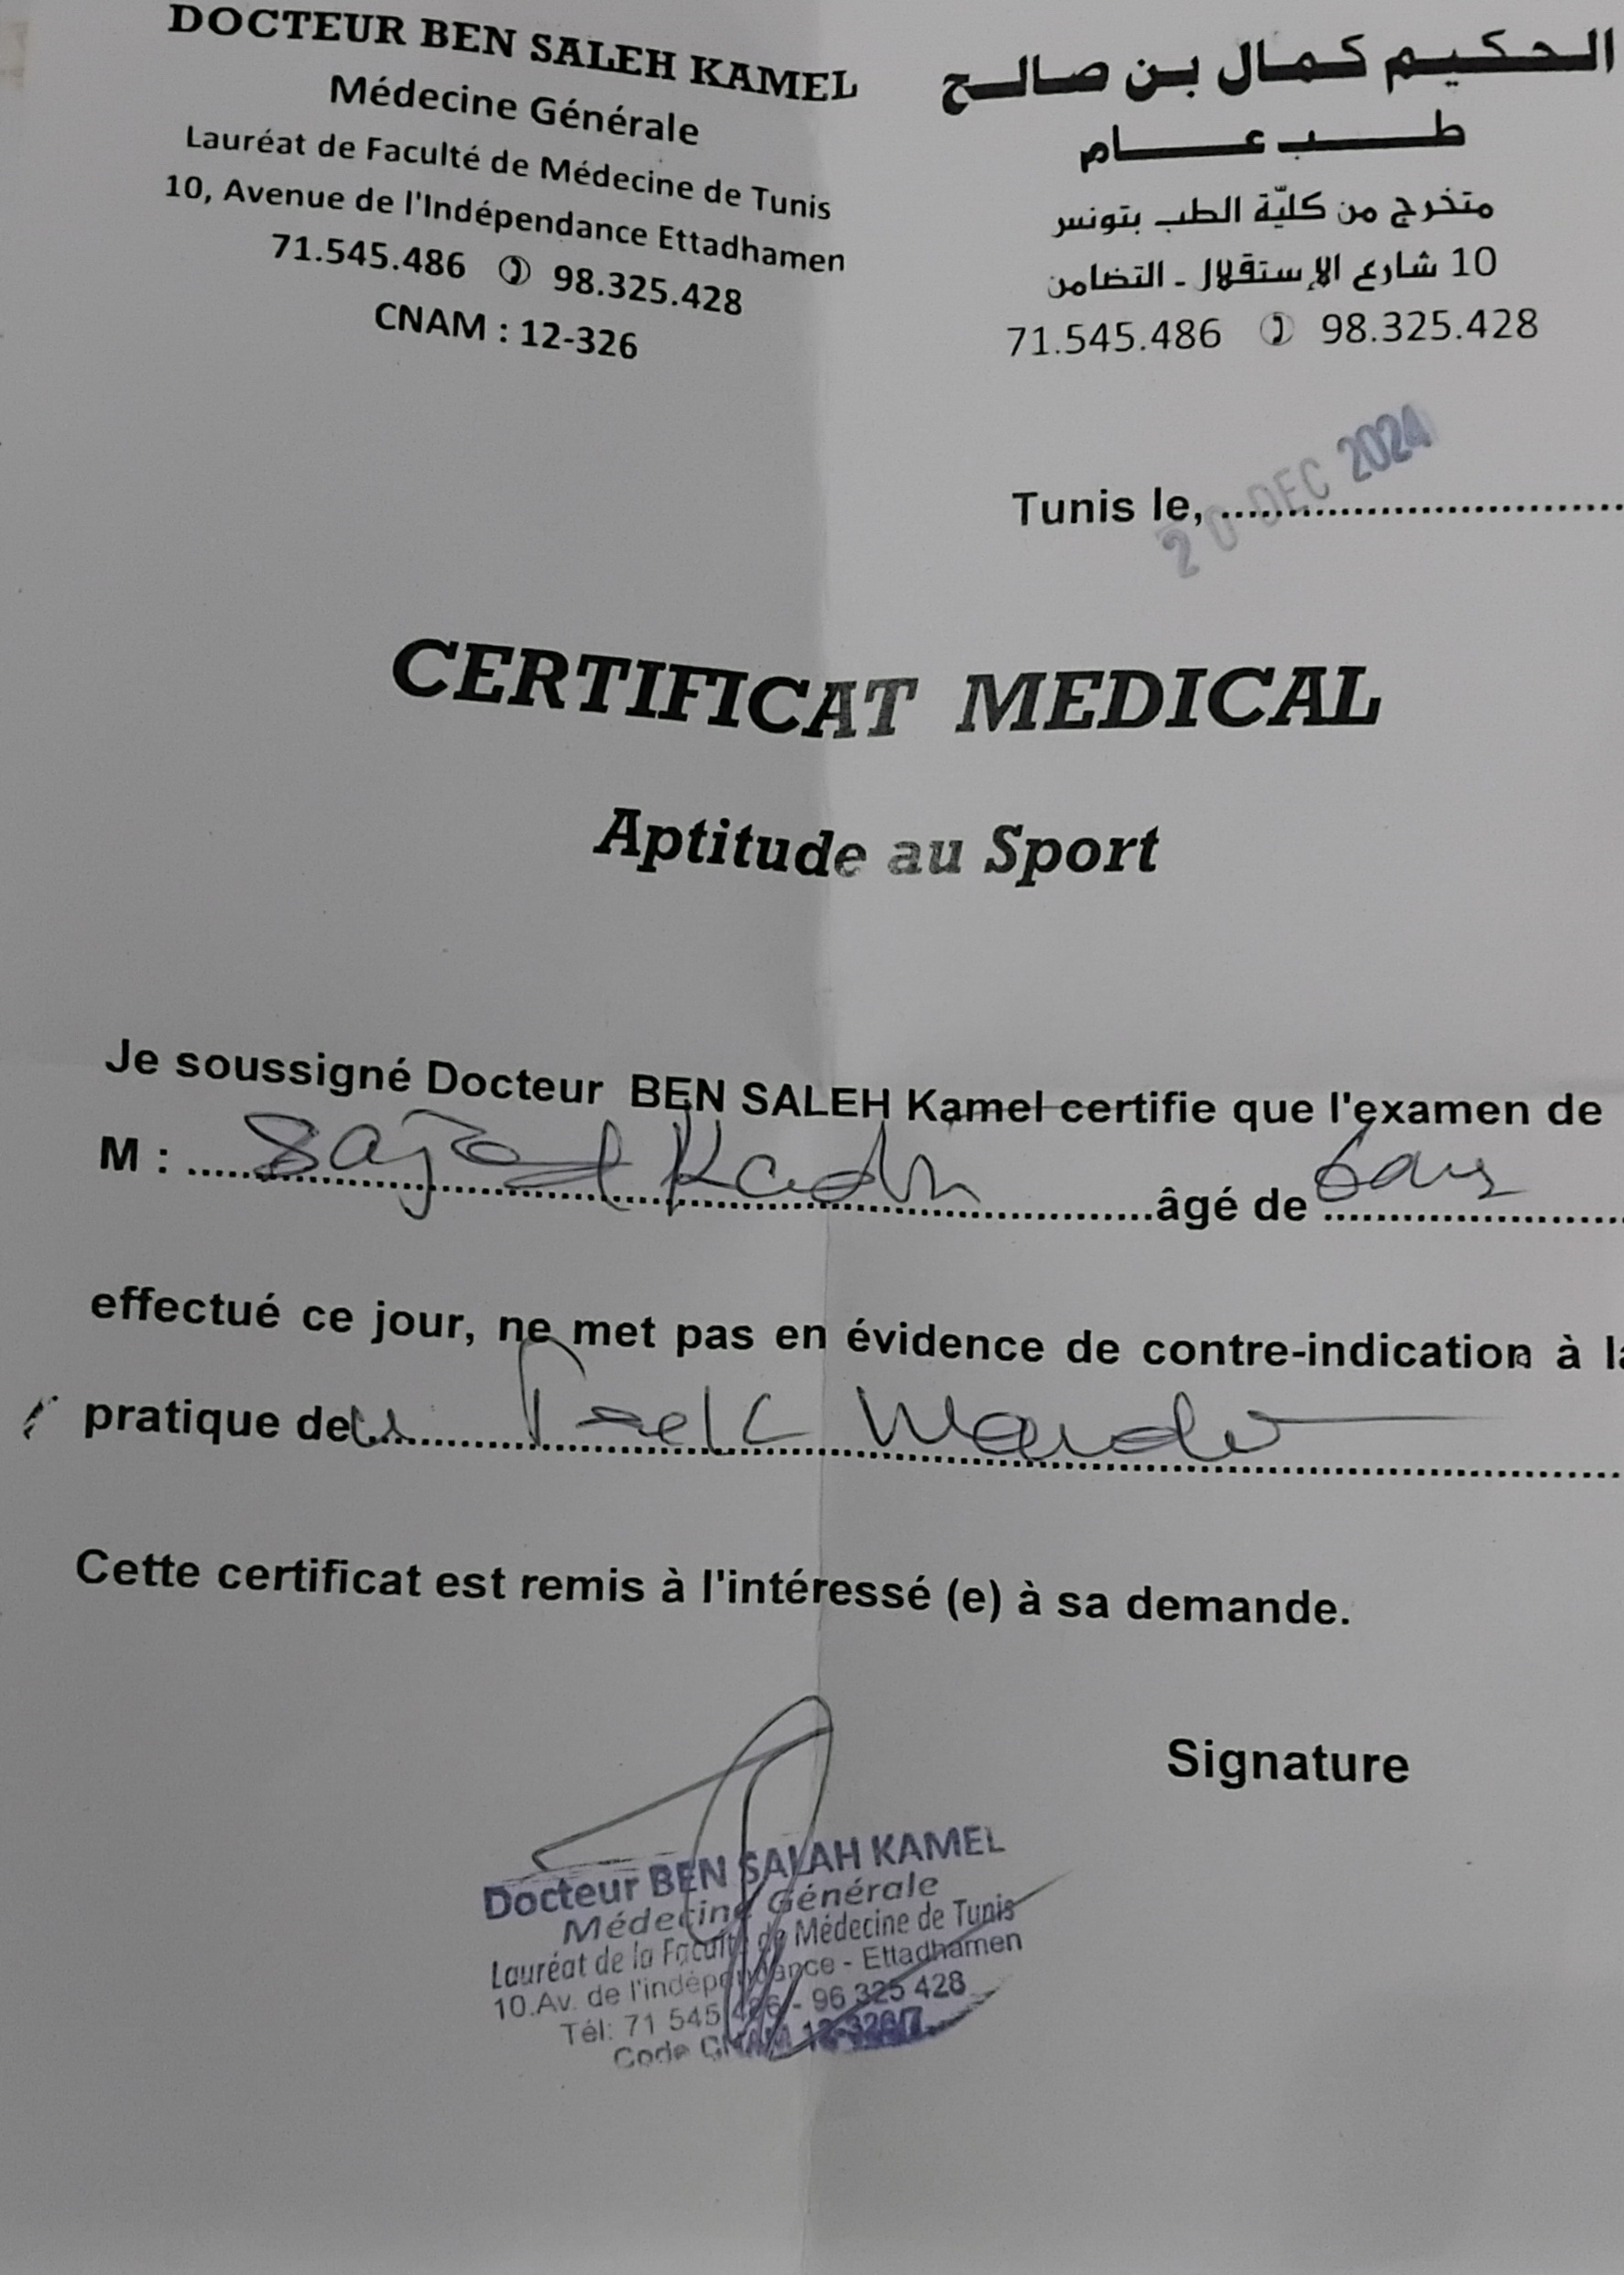 DOCTEUR BEN SALEH KAMEL
Médecine Générale
Lauréat de Faculté de Médecine de Tunis
10, Avenue de l'Indépendance Ettadhamen
71.545.486 98.325.428
CNAM : 12-326
الحكيم كمال بن صالح
طب عام
متخرج من كليّة الطب بتونس
10 شارع الإستقلال - التضامن
71.545.486 98.325.428
Tunis le, 20 DEC 2024
CERTIFICAT MEDICAL
Aptitude au Sport
Je soussigné Docteur BEN SALEH Kamel certifie que l'examen de
M : âgé de 6 ans
effectué ce jour, ne met pas en évidence de contre-indication à la
pratique de
Cette certificat est remis à l'intéressé (e) à sa demande.
Signature
Docteur BEN SALAH KAMEL
Médecine Générale
Lauréat de la Faculté de Médecine de Tunis
10.Av. de l'indépendance - Ettadhamen
Tél: 71 545 486 - 96 325 428
Code CNAM